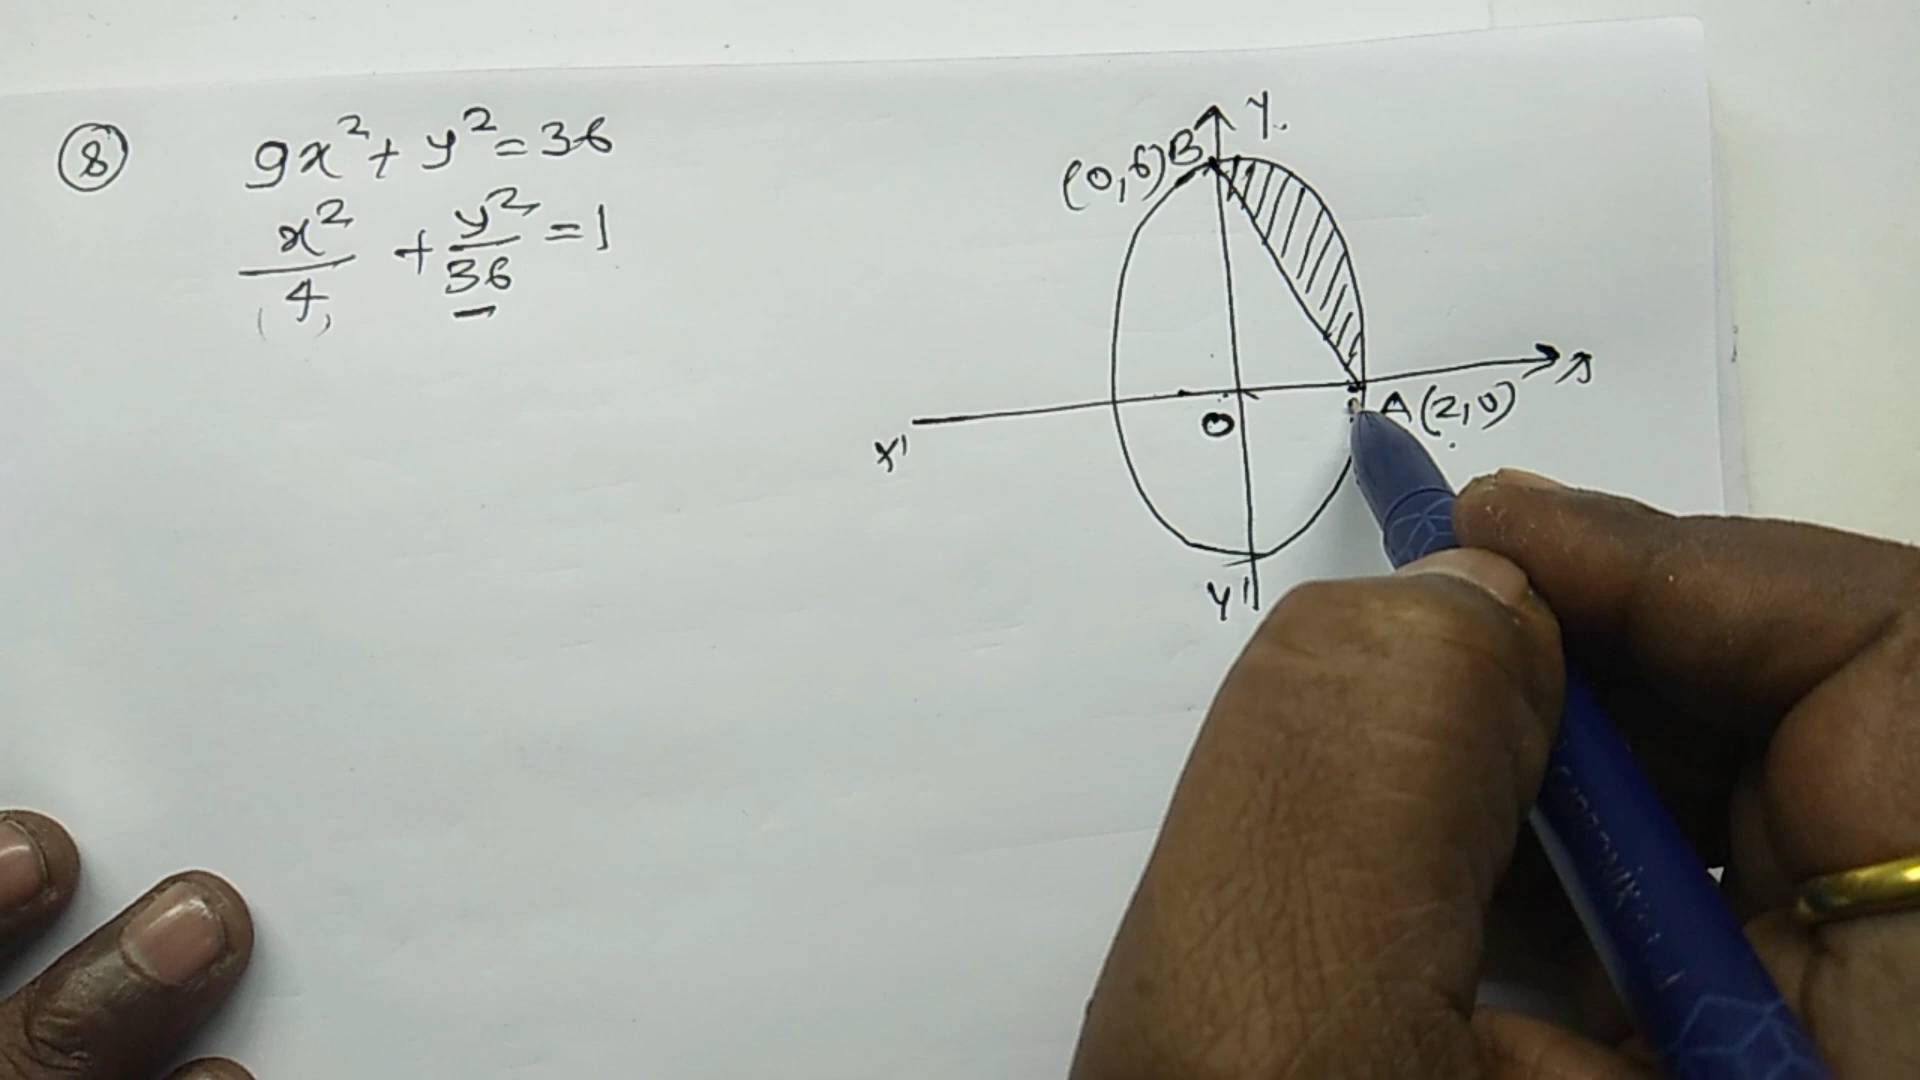 ⑧ 9x² + y² = 36
x²/4 + y²/36 = 1
Y
(0,6) B
X
O A(2,0)
X'
Y'